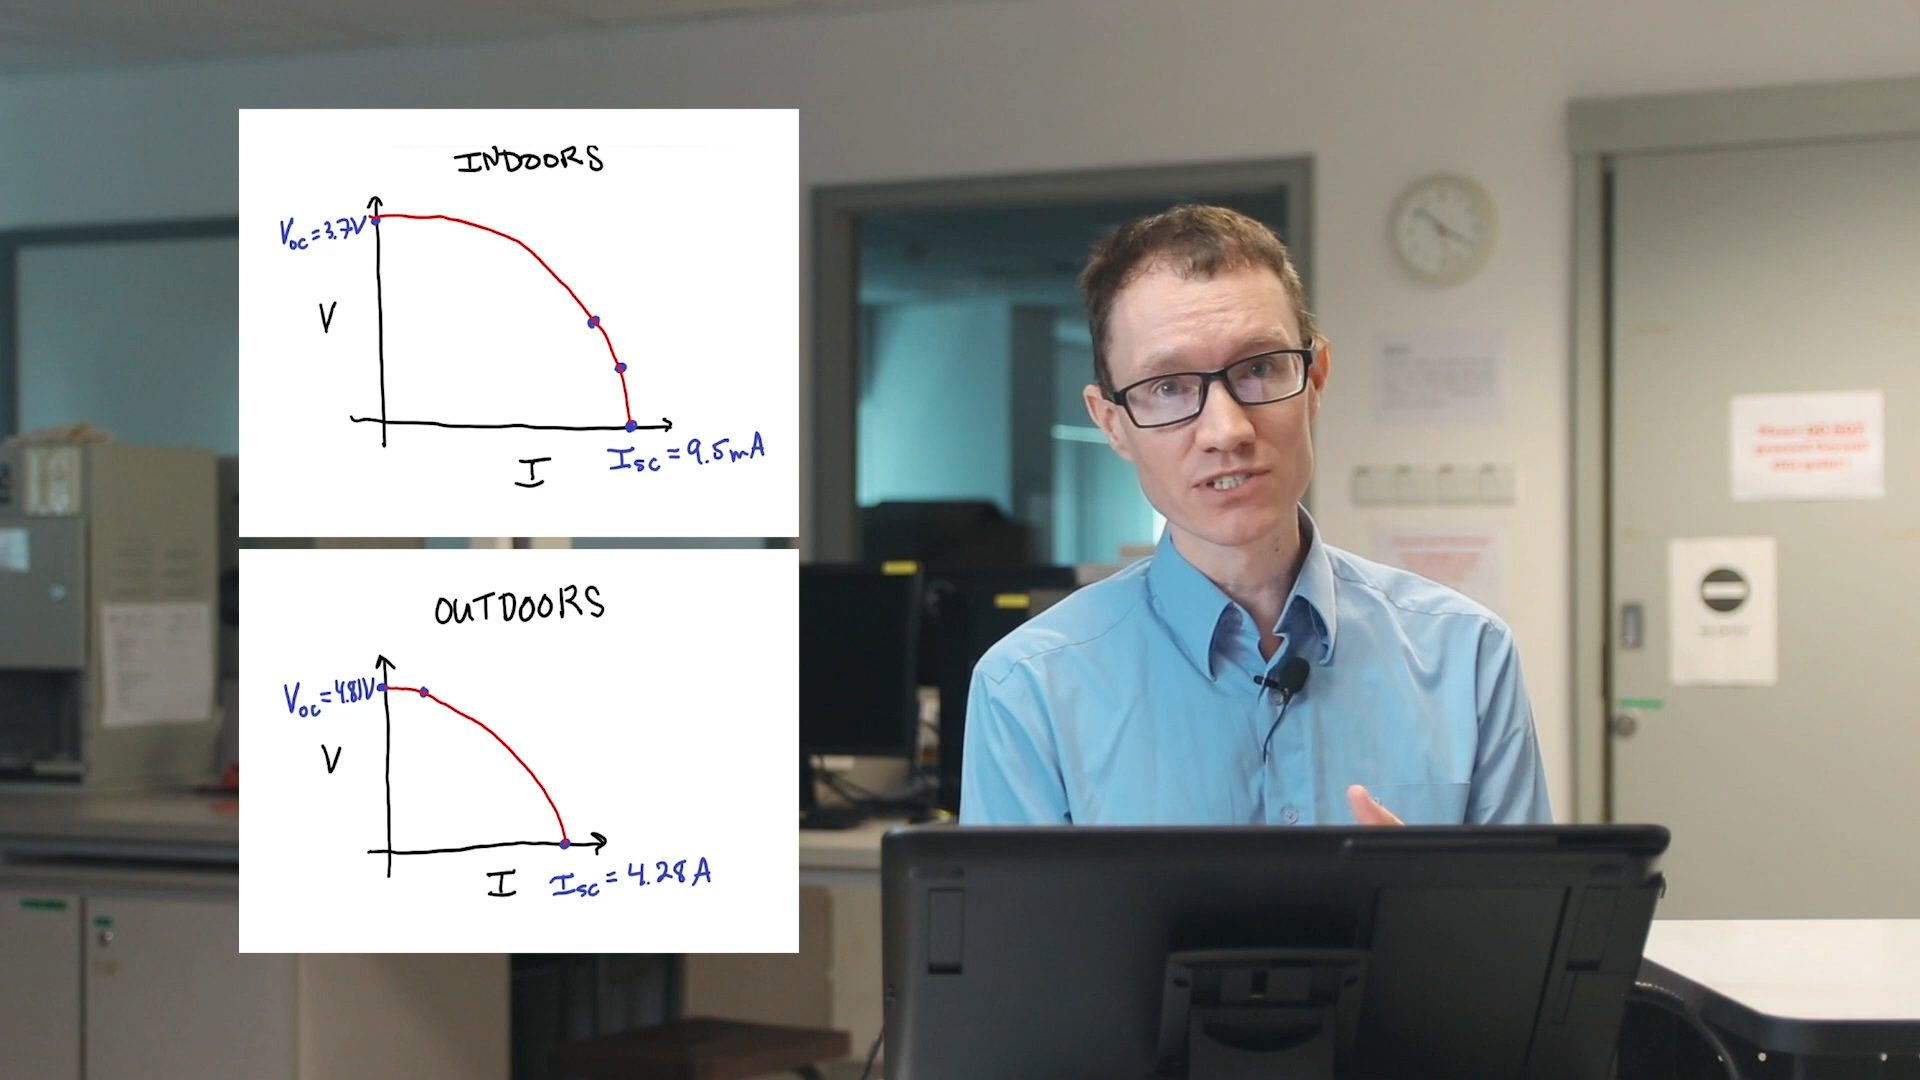 INDOORS
Voc = 3.7V
V
I
Isc = 9.5mA
OUTDOORS
Voc = 4.81V
V
I
Isc = 4.28A